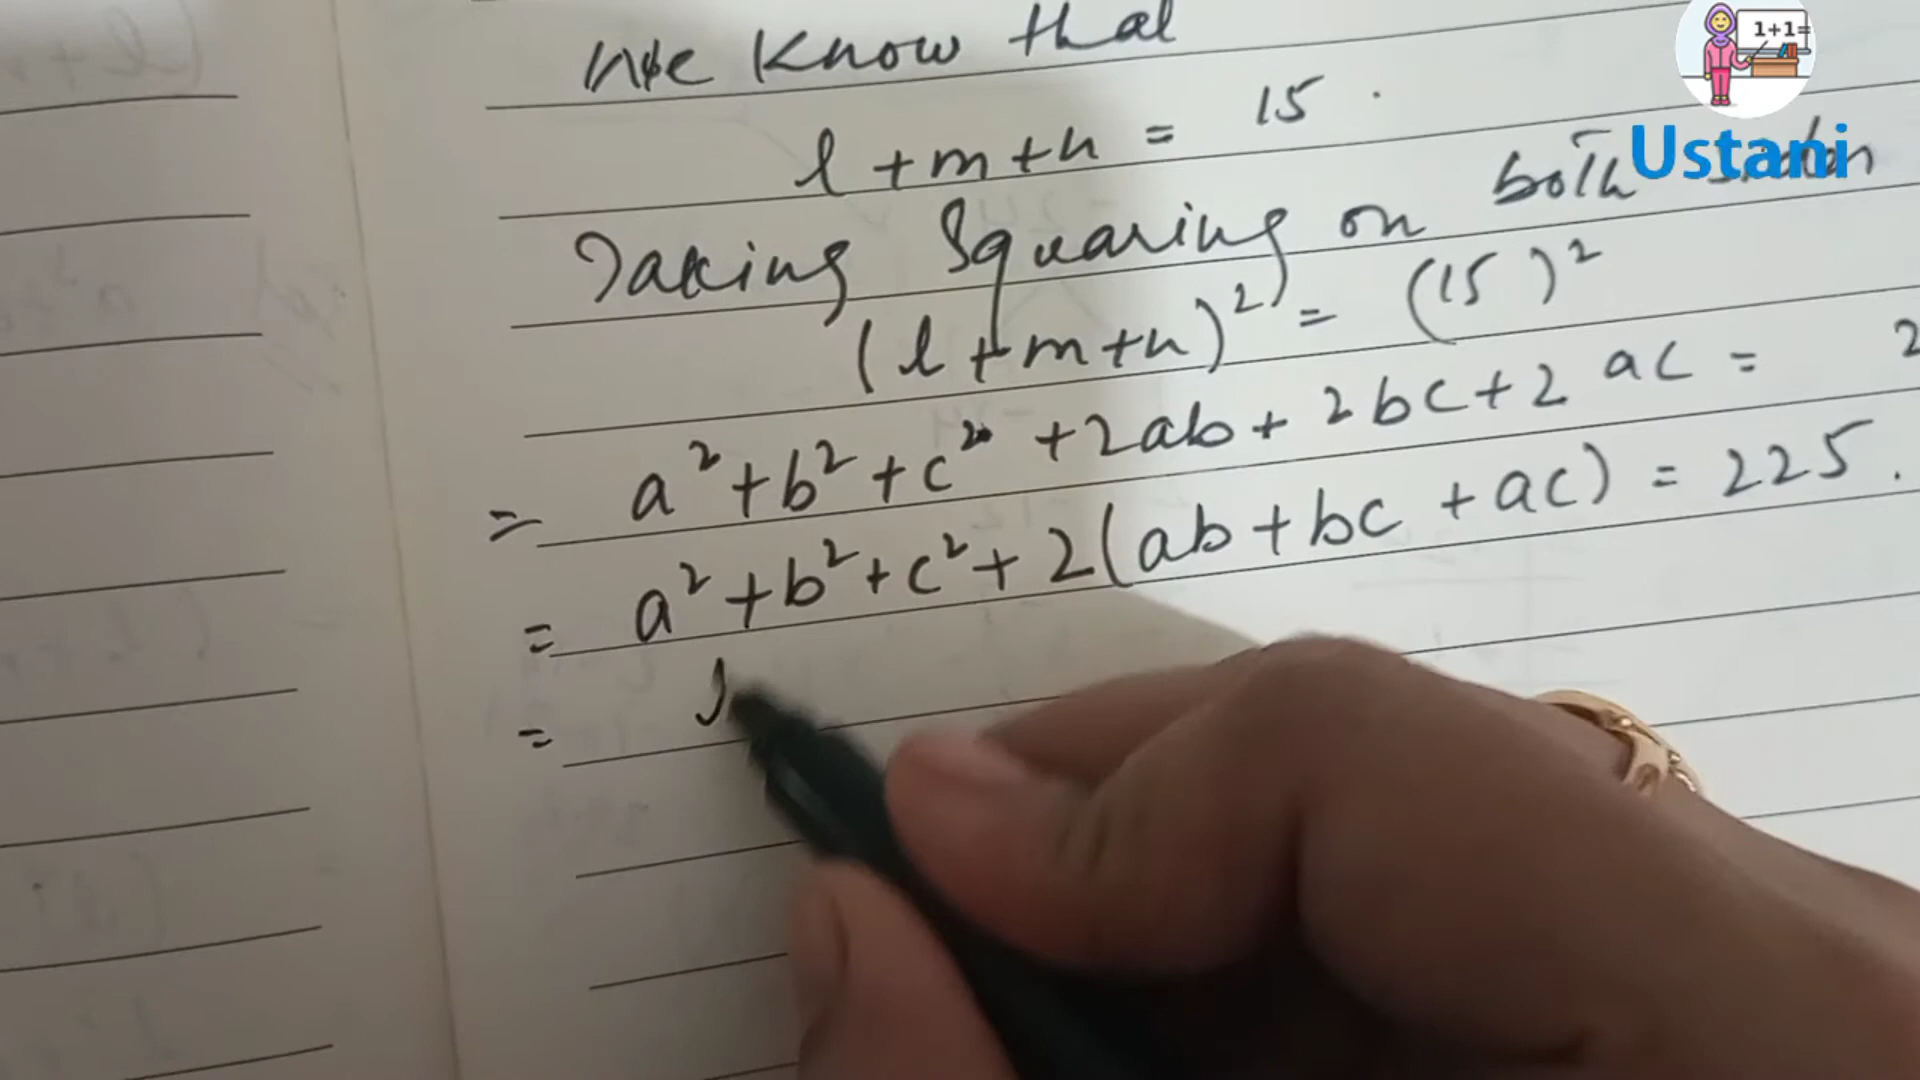 We know that
l + m + n = 15 .
Taking Squaring on both
(l + m + n)² = (15)²
= a² + b² + c² + 2ab + 2bc + 2ac = 2
= a² + b² + c² + 2(ab + bc + ac) = 225.
=
1+1=
Ustani